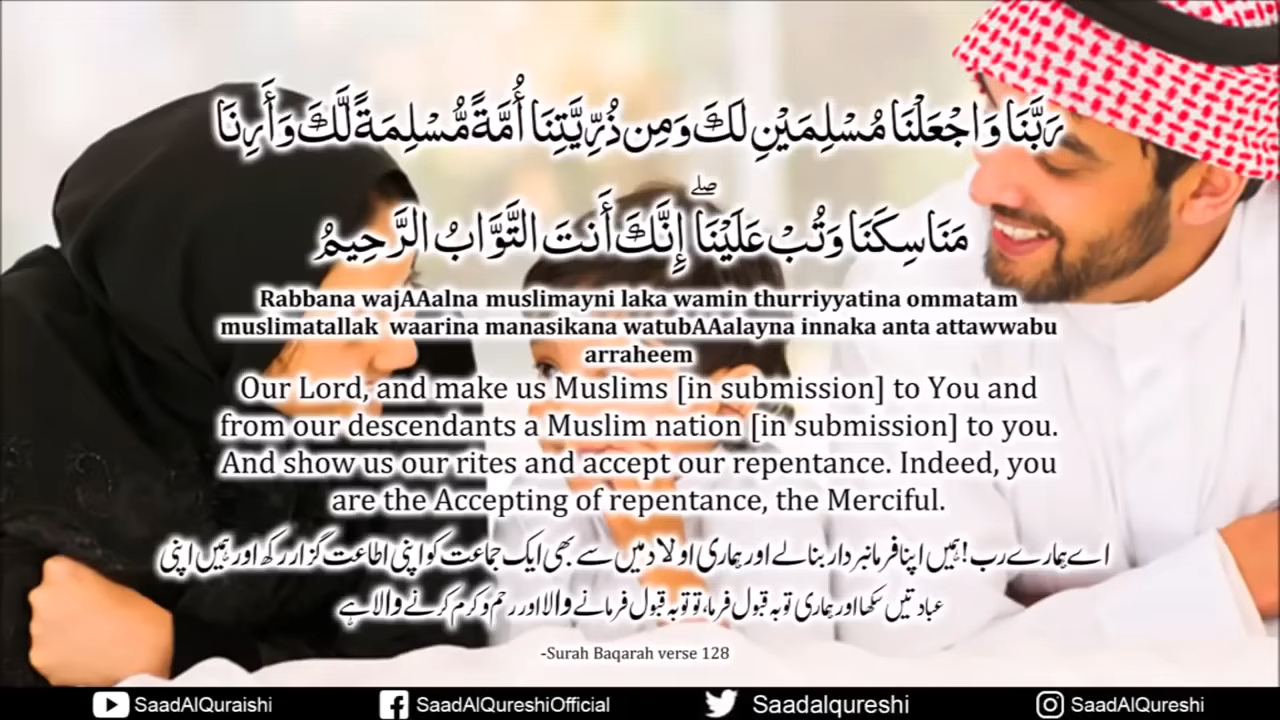 رَبَّنَا وَاجْعَلْنَا مُسْلِمَيْنِ لَكَ وَمِن ذُرِّيَّتِنَا أُمَّةً مُّسْلِمَةً لَّكَ وَأَرِنَا
مَنَاسِكَنَا وَتُبْ عَلَيْنَا ۖ إِنَّكَ أَنتَ التَّوَّابُ الرَّحِيمُ
Rabbana wajAAalna muslimayni laka wamin thurriyyatina ommatam
muslimatallak waarina manasikana watubAAalayna innaka anta attawwabu
arraheem
Our Lord, and make us Muslims [in submission] to You and
from our descendants a Muslim nation [in submission] to you.
And show us our rites and accept our repentance. Indeed, you
are the Accepting of repentance, the Merciful.
اے ہمارے رب! ہمیں اپنا فرمانبردار بنا لے اور ہماری اولاد میں سے بھی ایک جماعت کو اپنی اطاعت گزار رکھ اور ہمیں اپنی
عبادتیں سکھا اور ہماری توبہ قبول فرما، تو توبہ قبول فرمانے والا اور رحم و کرم کرنے والا ہے
-Surah Baqarah verse 128
SaadAlQuraishi SaadAlQureshiOfficial Saadalqureshi SaadAlQureshi